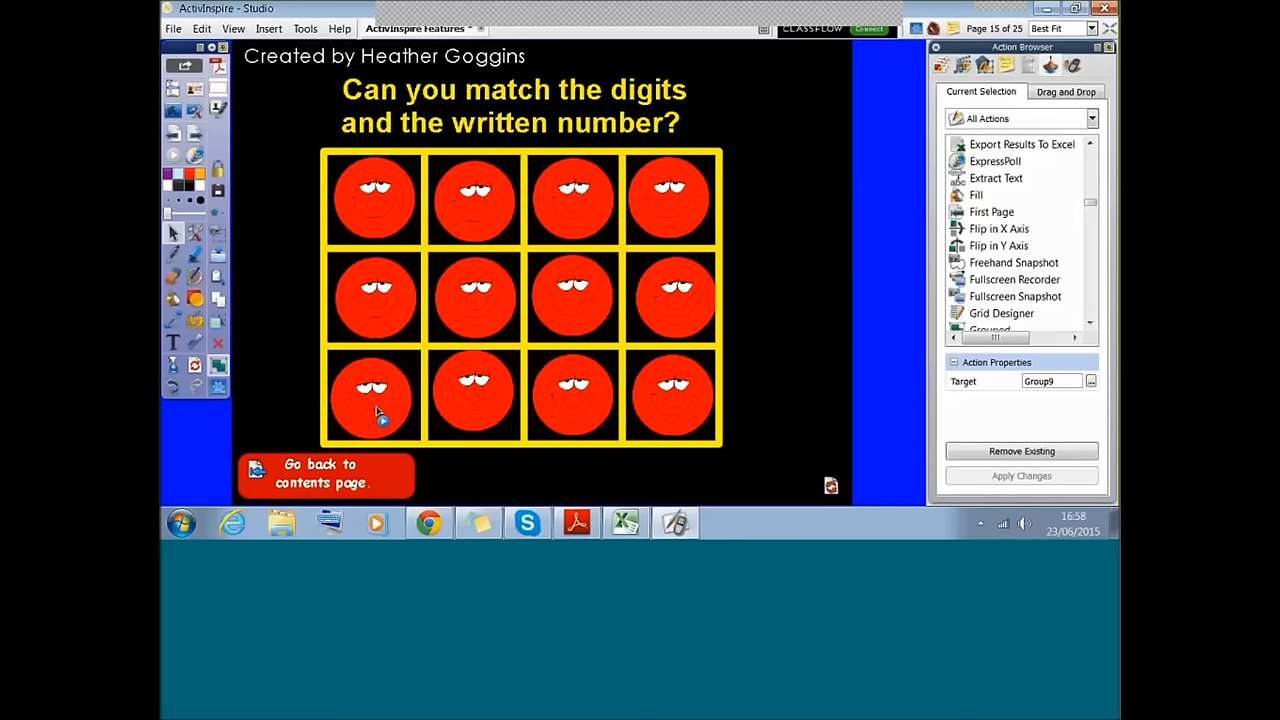 ActivInspire - Studio
File Edit View Insert Tools Help
ActivInspire Features *
CLASSFLOW Connect
Page 15 of 25 Best Fit
Created by Heather Goggins
Can you match the digits
and the written number?
Go back to
contents page.
Action Browser
Current Selection Drag and Drop
All Actions
Export Results To Excel
ExpressPoll
abc Extract Text
Fill
First Page
Flip in X Axis
Flip in Y Axis
Freehand Snapshot
Fullscreen Recorder
Fullscreen Snapshot
Grid Designer
Grouped
Action Properties
Target Group9 ...
Remove Existing
Apply Changes
16:58
23/06/2015